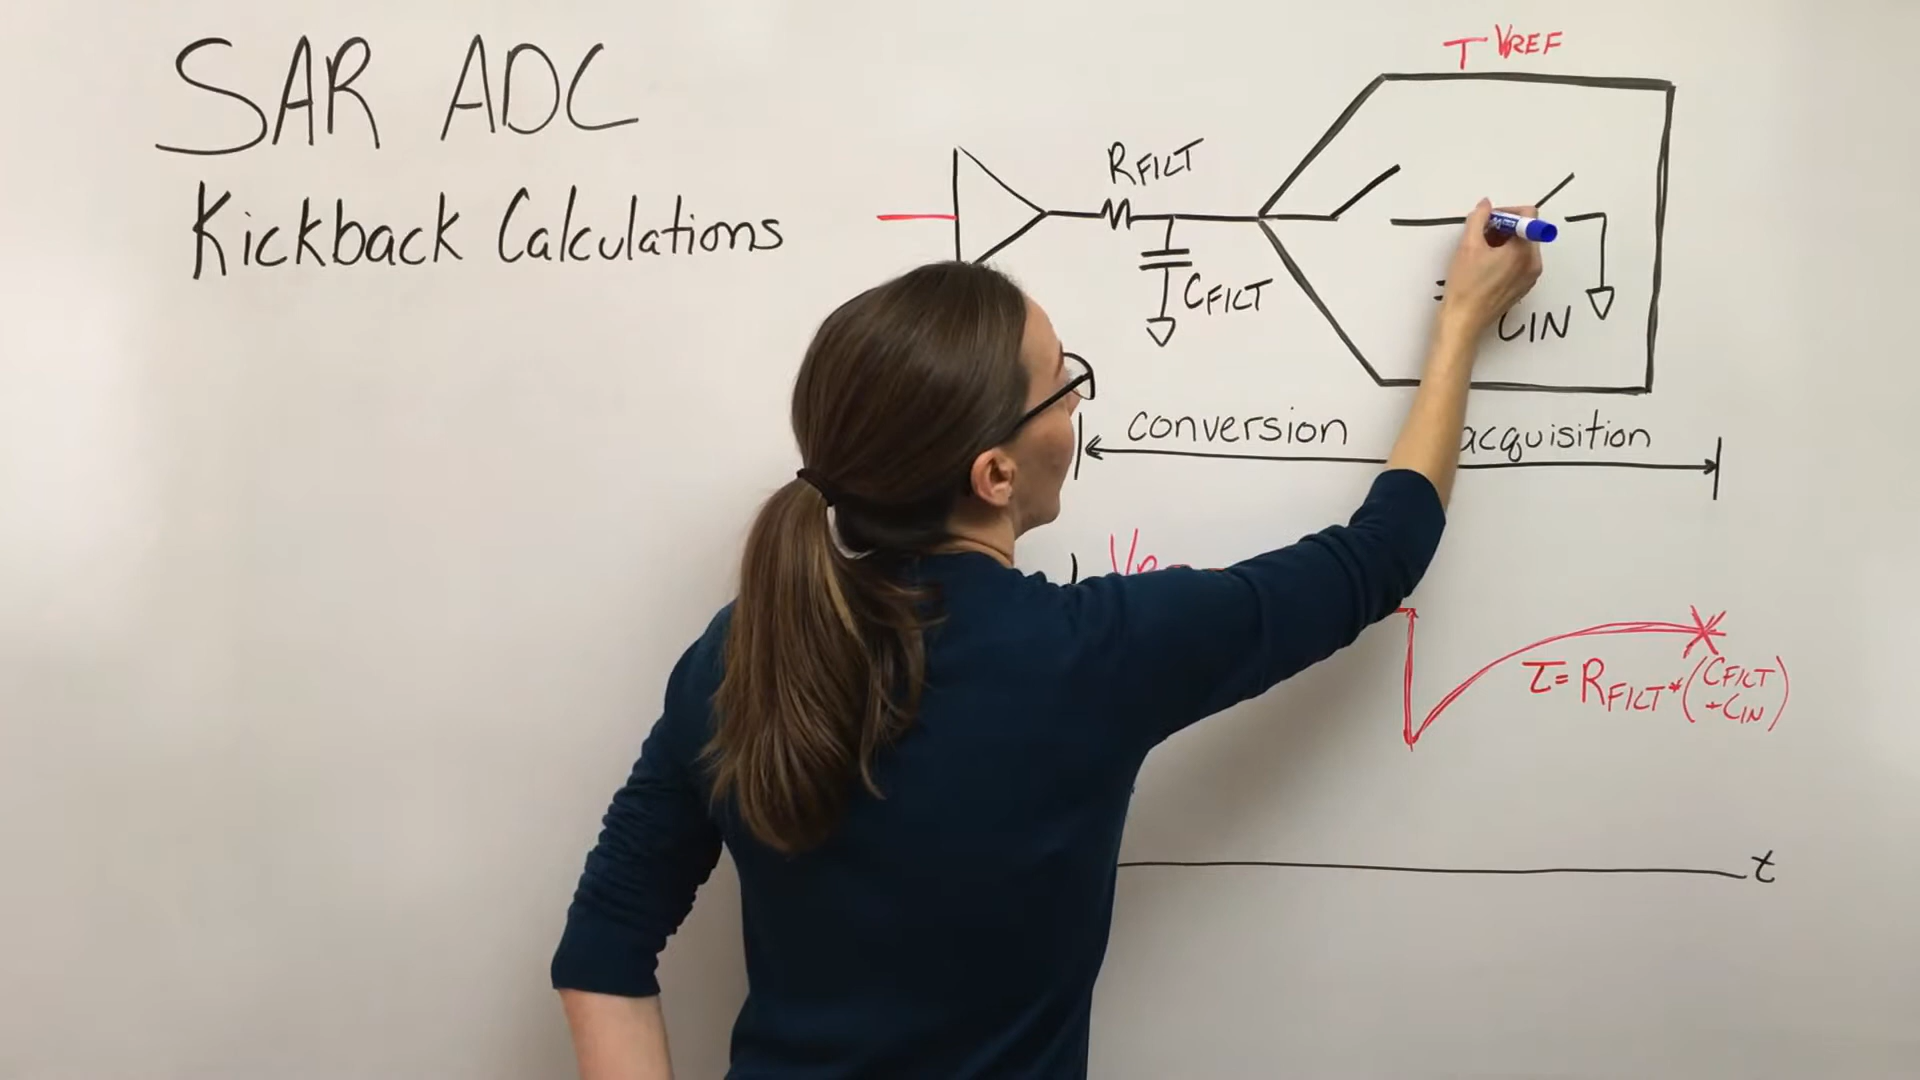 SAR ADC
Kickback Calculations
VREF
RFILT
CFILT
CIN
conversion
acquisition
τ= RFILT*(CFILT
+CIN)
t